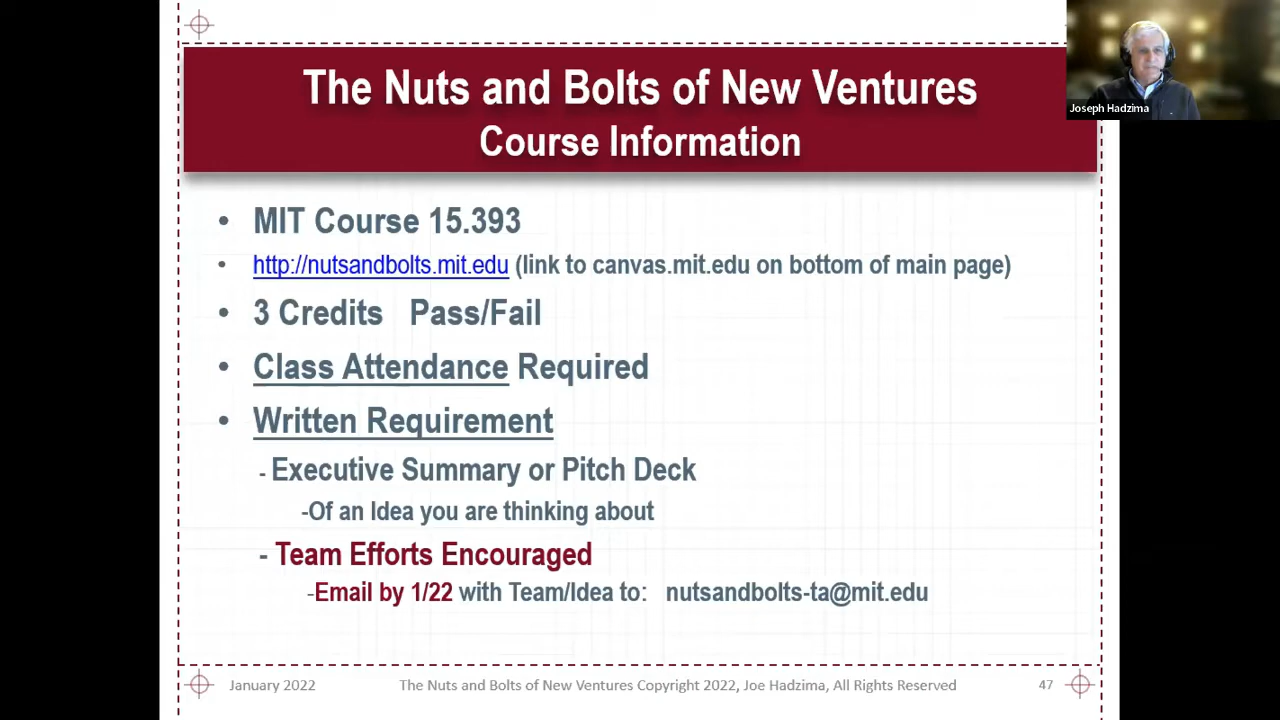 The Nuts and Bolts of New Ventures
Course Information
Joseph Hadzima
• MIT Course 15.393
• http://nutsandbolts.mit.edu (link to canvas.mit.edu on bottom of main page)
• 3 Credits Pass/Fail
• Class Attendance Required
• Written Requirement
- Executive Summary or Pitch Deck
-Of an Idea you are thinking about
- Team Efforts Encouraged
-Email by 1/22 with Team/Idea to: nutsandbolts-ta@mit.edu
January 2022 The Nuts and Bolts of New Ventures Copyright 2022, Joe Hadzima, All Rights Reserved 47